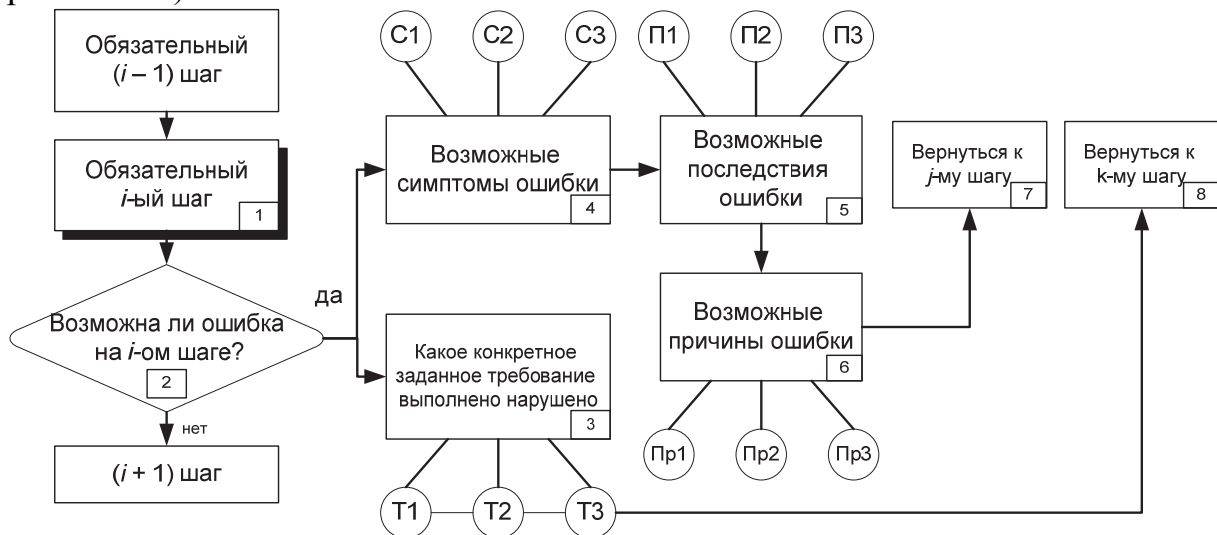 Обязательный
(i – 1) шаг
Обязательный
i-ый шаг
1
Возможна ли ошибка
на i-ом шаге?
2
да
нет
(i + 1) шаг
С1
С2
С3
Возможные
симптомы ошибки
4
Какое конкретное
заданное требование
выполнено нарушено
3
Т1
Т2
Т3
П1
П2
П3
Возможные
последствия
ошибки
5
Возможные
причины ошибки
6
Пр1
Пр2
Пр3
Вернуться к
j-му шагу
7
Вернуться к
k-му шагу
8